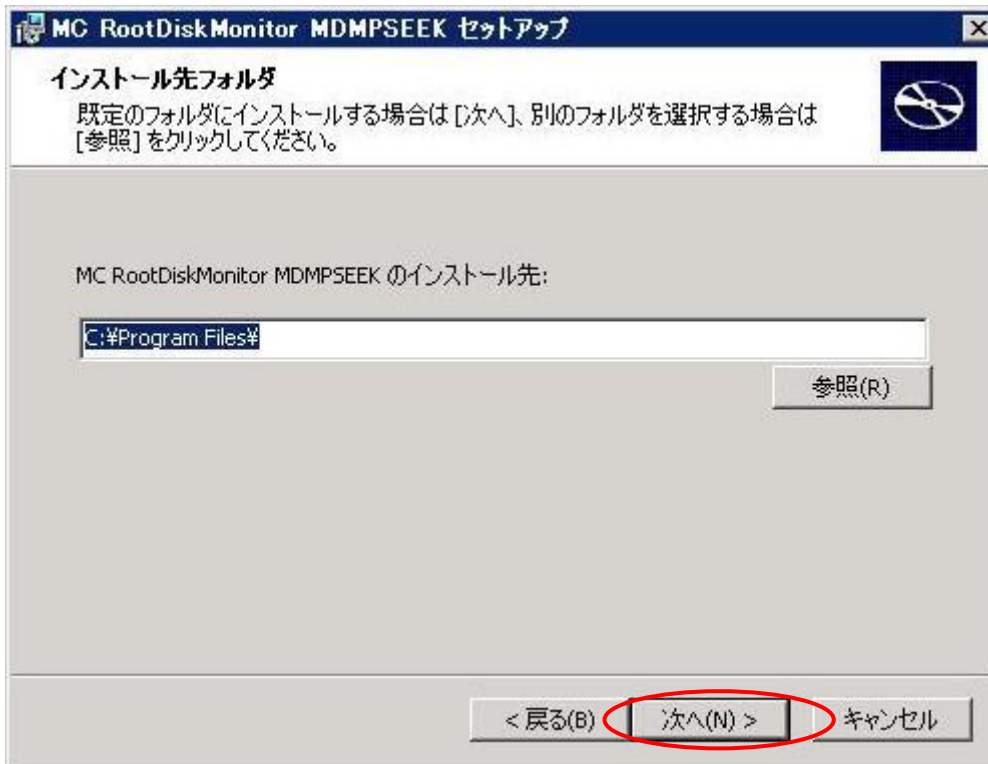 MC RootDiskMonitor MDMPSEEK セットアップ
インストール先フォルダ
既定のフォルダにインストールする場合は [次へ]、別のフォルダを選択する場合は
[参照] をクリックしてください。
MC RootDiskMonitor MDMPSEEK のインストール先:
C:¥Program Files¥
参照(R)
< 戻る(B)
次へ(N) >
キャンセル